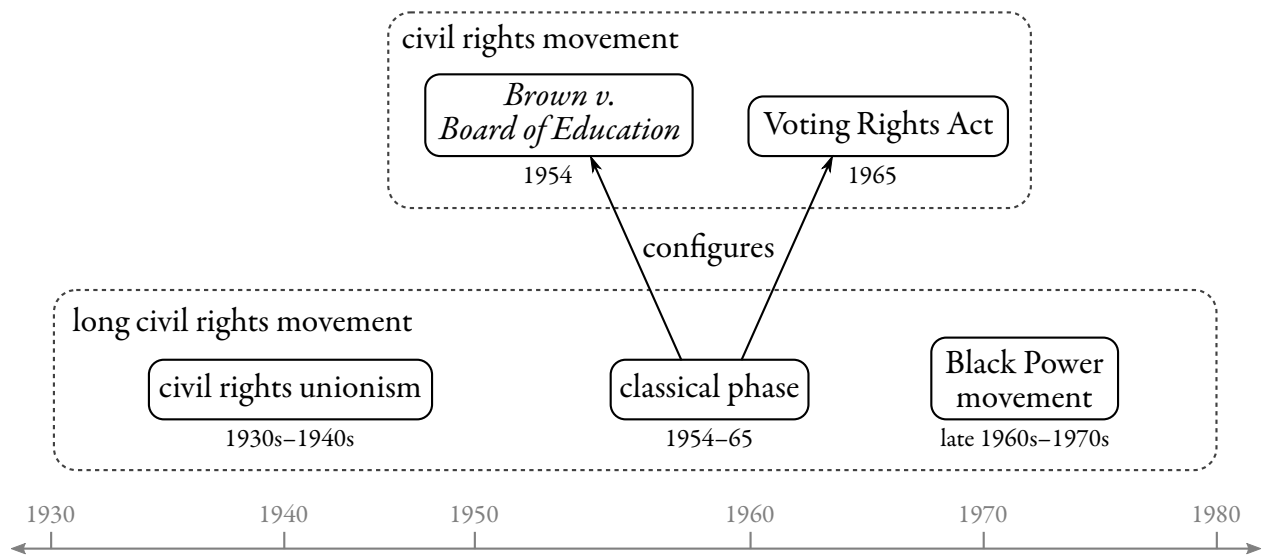 civil rights movement
Brown v.
Board of Education
1954
Voting Rights Act
1965
configures
long civil rights movement
civil rights unionism
1930s–1940s
classical phase
1954–65
Black Power
movement
late 1960s–1970s
1930
1940
1950
1960
1970
1980